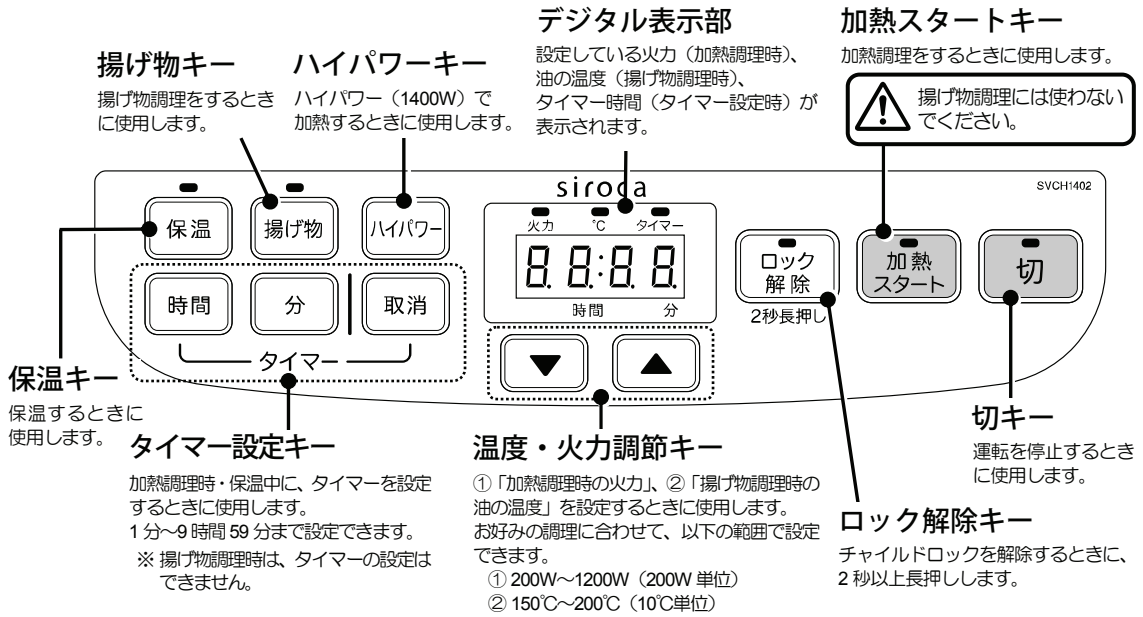 デジタル表示部
設定している火力（加熱調理時）、
油の温度（揚げ物調理時）、
タイマー時間（タイマー設定時）が
表示されます。
加熱スタートキー
加熱調理をするときに使用します。
揚げ物調理には使わない
でください。
揚げ物キー
揚げ物調理をするとき
に使用します。
ハイパワーキー
ハイパワー（1400W）で
加熱するときに使用します。
siroca
SVCH1402
保温
揚げ物
ハイパワー
火力
℃
タイマー
8 8:8 8
時間
分
ロック
解除
2秒長押し
加熱
スタート
切
時間
分
取消
タイマー
保温キー
保温するときに
使用します。
タイマー設定キー
加熱調理時・保温中に、タイマーを設定
するときに使用します。
1 分〜9 時間 59 分まで設定できます。
※ 揚げ物調理時は、タイマーの設定は
できません。
温度・火力調節キー
①「加熱調理時の火力」、②「揚げ物調理時の
油の温度」を設定するときに使用します。
お好みの調理に合わせて、以下の範囲で設定
できます。
① 200W〜1200W（200W 単位）
② 150℃〜200℃（10℃単位）
切キー
運転を停止するとき
に使用します。
ロック解除キー
チャイルドロックを解除するときに、
2 秒以上長押しします。